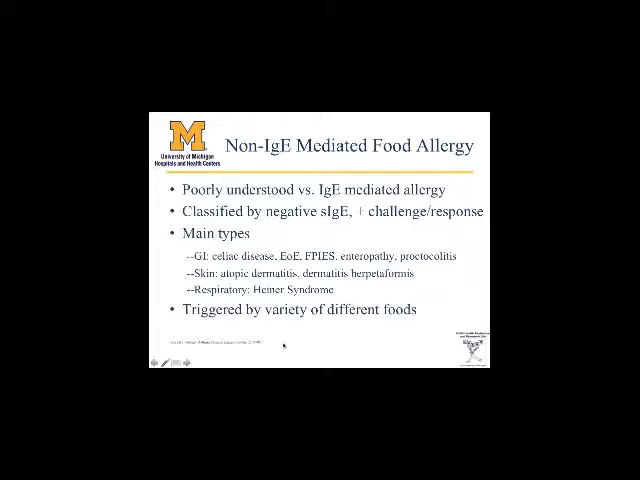 M
University of Michigan
Hospitals and Health Centers
Non-IgE Mediated Food Allergy
• Poorly understood vs. IgE mediated allergy
• Classified by negative sIgE, + challenge/response
• Main types
--GI: celiac disease, EoE, FPIES, enteropathy, proctocolitis
--Skin: atopic dermatitis, dermatitis herpetaformis
--Respiratory: Heiner Syndrome
• Triggered by variety of different foods